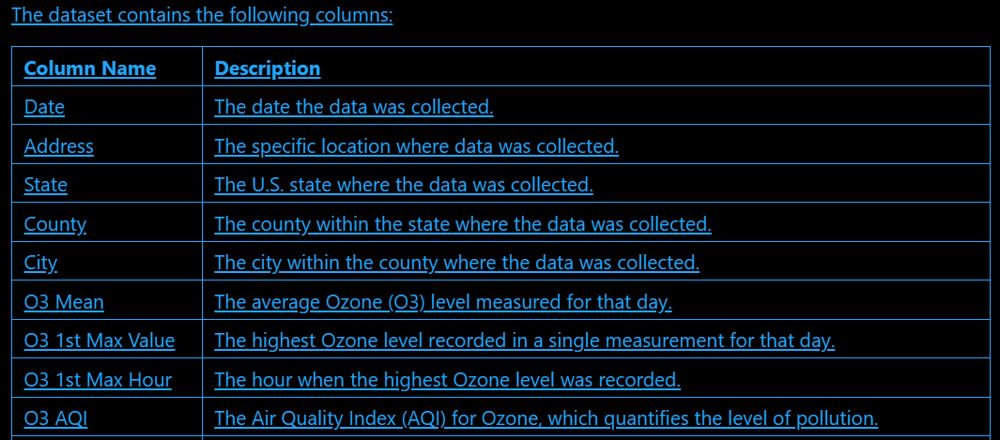 The dataset contains the following columns:
Column Name Description
Date The date the data was collected.
Address The specific location where data was collected.
State The U.S. state where the data was collected.
County The county within the state where the data was collected.
City The city within the county where the data was collected.
O3 Mean The average Ozone (O3) level measured for that day.
O3 1st Max Value The highest Ozone level recorded in a single measurement for that day.
O3 1st Max Hour The hour when the highest Ozone level was recorded.
O3 AQI The Air Quality Index (AQI) for Ozone, which quantifies the level of pollution.